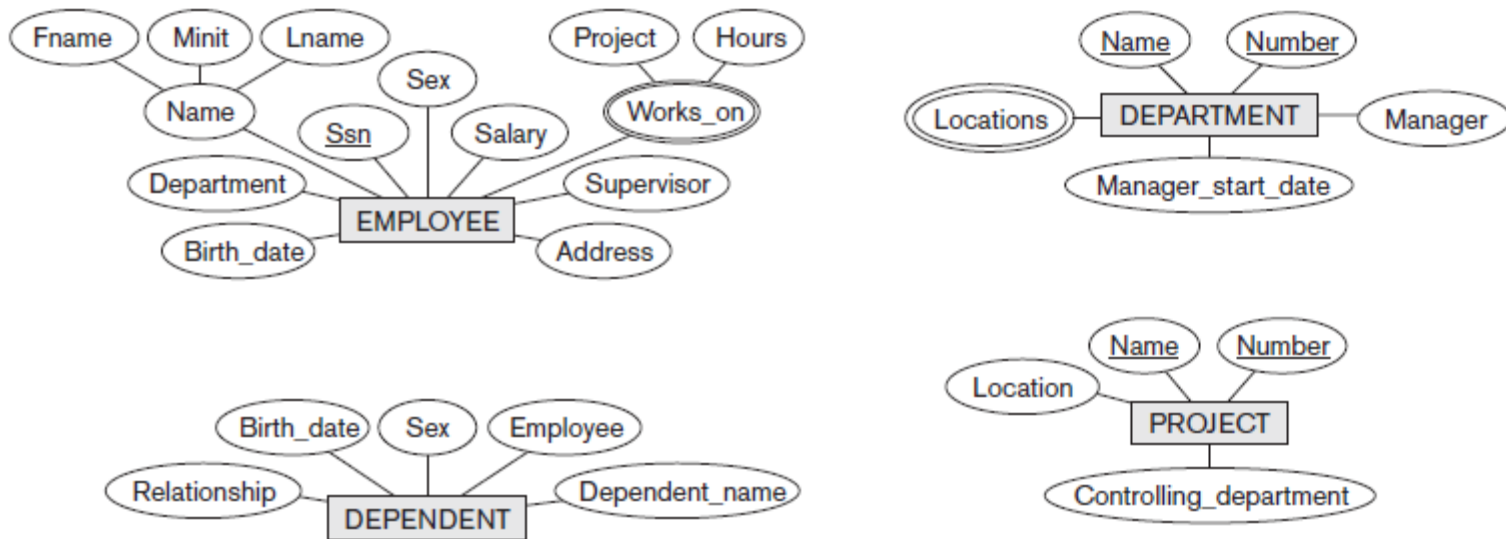 Fname Minit Lname
Project Hours
Sex
Name
Works_on
Ssn
Salary
Department
Supervisor
EMPLOYEE
Birth_date
Address
Name Number
Locations
DEPARTMENT
Manager
Manager_start_date
Birth_date Sex Employee
Relationship
Dependent_name
DEPENDENT
Name Number
Location
PROJECT
Controlling_department